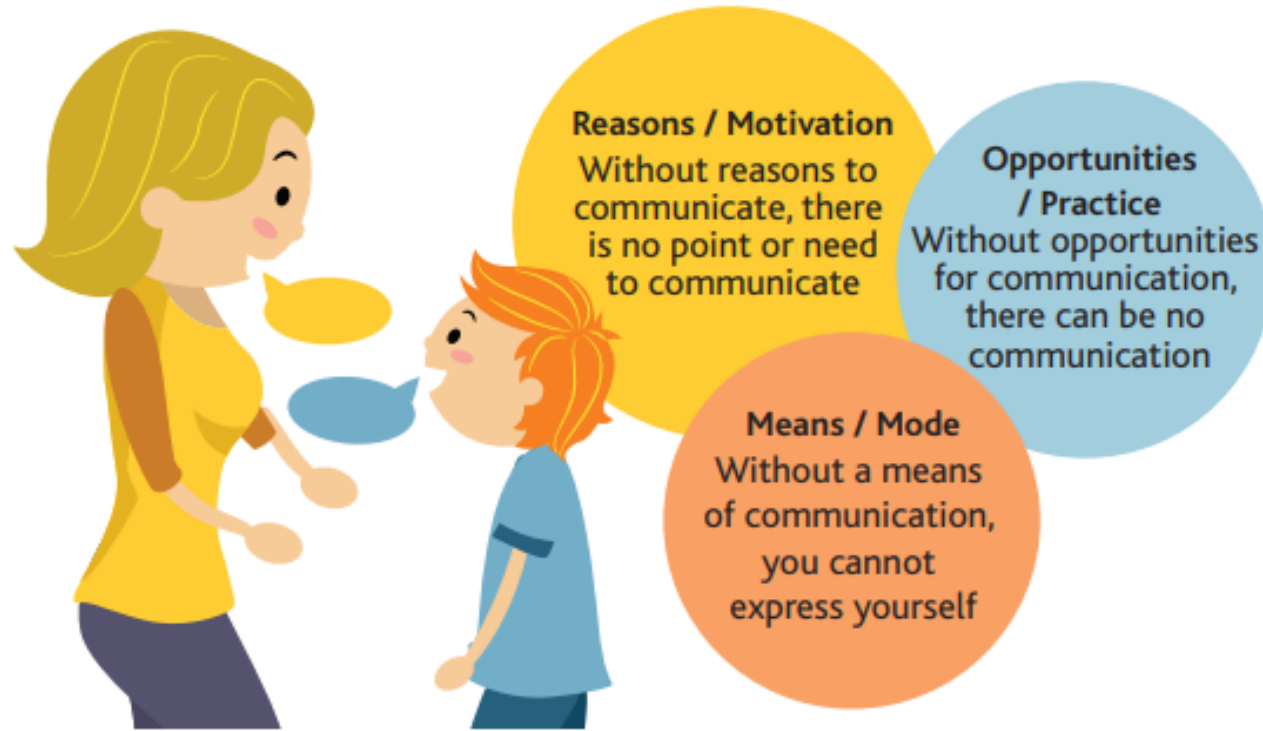 Reasons / Motivation
Without reasons to
communicate, there
is no point or need
to communicate
Opportunities
/ Practice
Without opportunities
for communication,
there can be no
communication
Means / Mode
Without a means
of communication,
you cannot
express yourself